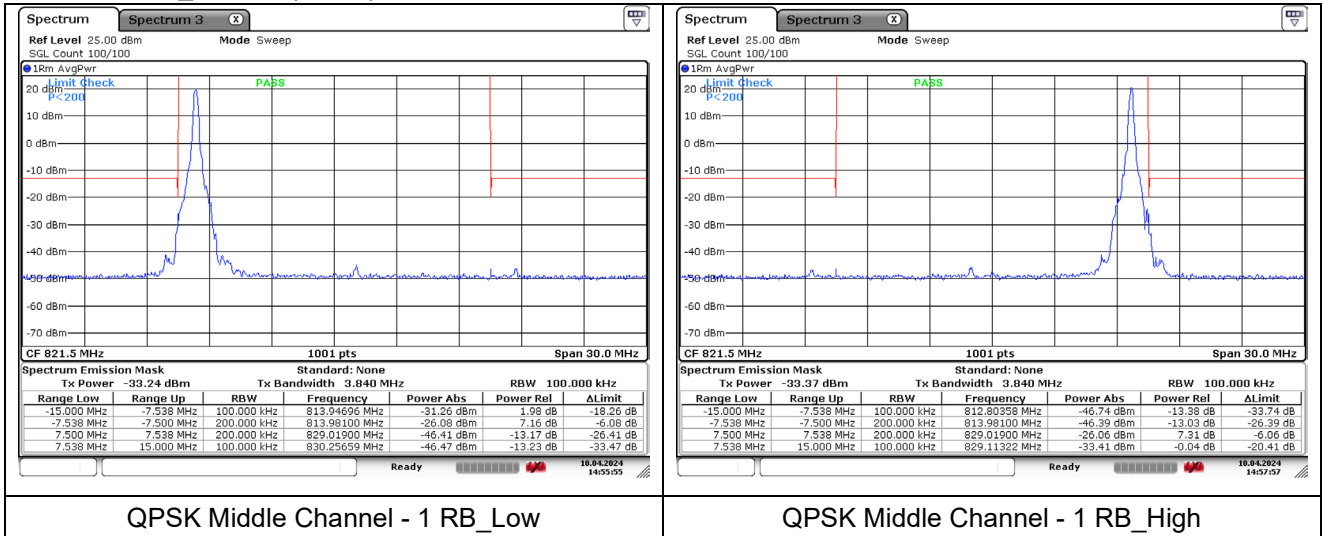 Spectrum Spectrum 3 X
Ref Level 25.00 dBm Mode Sweep
SGL Count 100/100
1Rm AvgPwr
Limit Check PASS
20 dBm
P<200
10 dBm
0 dBm
-10 dBm
-20 dBm
-30 dBm
-40 dBm
-50 dBm
-60 dBm
-70 dBm
CF 821.5 MHz 1001 pts Span 30.0 MHz
Spectrum Emission Mask Standard: None
Tx Power -33.24 dBm Tx Bandwidth 3.840 MHz RBW 100.000 kHz
Range Low Range Up RBW Frequency Power Abs Power Rel ΔLimit
-15.000 MHz -7.538 MHz 100.000 kHz 813.94696 MHz -31.26 dBm 1.98 dB -18.26 dB
-7.538 MHz -7.500 MHz 200.000 kHz 813.98100 MHz -26.08 dBm 7.16 dB -6.08 dB
7.500 MHz 7.538 MHz 200.000 kHz 829.01900 MHz -46.41 dBm -13.17 dB -26.41 dB
7.538 MHz 15.000 MHz 100.000 kHz 830.25659 MHz -46.47 dBm -13.23 dB -33.47 dB
Ready 10.04.2024
14:55:55
QPSK Middle Channel - 1 RB_Low
Spectrum Spectrum 3 X
Ref Level 25.00 dBm Mode Sweep
SGL Count 100/100
1Rm AvgPwr
Limit Check PASS
20 dBm
P<200
10 dBm
0 dBm
-10 dBm
-20 dBm
-30 dBm
-40 dBm
-50 dBm
-60 dBm
-70 dBm
CF 821.5 MHz 1001 pts Span 30.0 MHz
Spectrum Emission Mask Standard: None
Tx Power -33.37 dBm Tx Bandwidth 3.840 MHz RBW 100.000 kHz
Range Low Range Up RBW Frequency Power Abs Power Rel ΔLimit
-15.000 MHz -7.538 MHz 100.000 kHz 812.80358 MHz -46.74 dBm -13.38 dB -33.74 dB
-7.538 MHz -7.500 MHz 200.000 kHz 813.98100 MHz -46.39 dBm -13.03 dB -26.39 dB
7.500 MHz 7.538 MHz 200.000 kHz 829.01900 MHz -26.06 dBm 7.31 dB -6.06 dB
7.538 MHz 15.000 MHz 100.000 kHz 829.11322 MHz -33.41 dBm -0.04 dB -20.41 dB
Ready 10.04.2024
14:57:57
QPSK Middle Channel - 1 RB_High